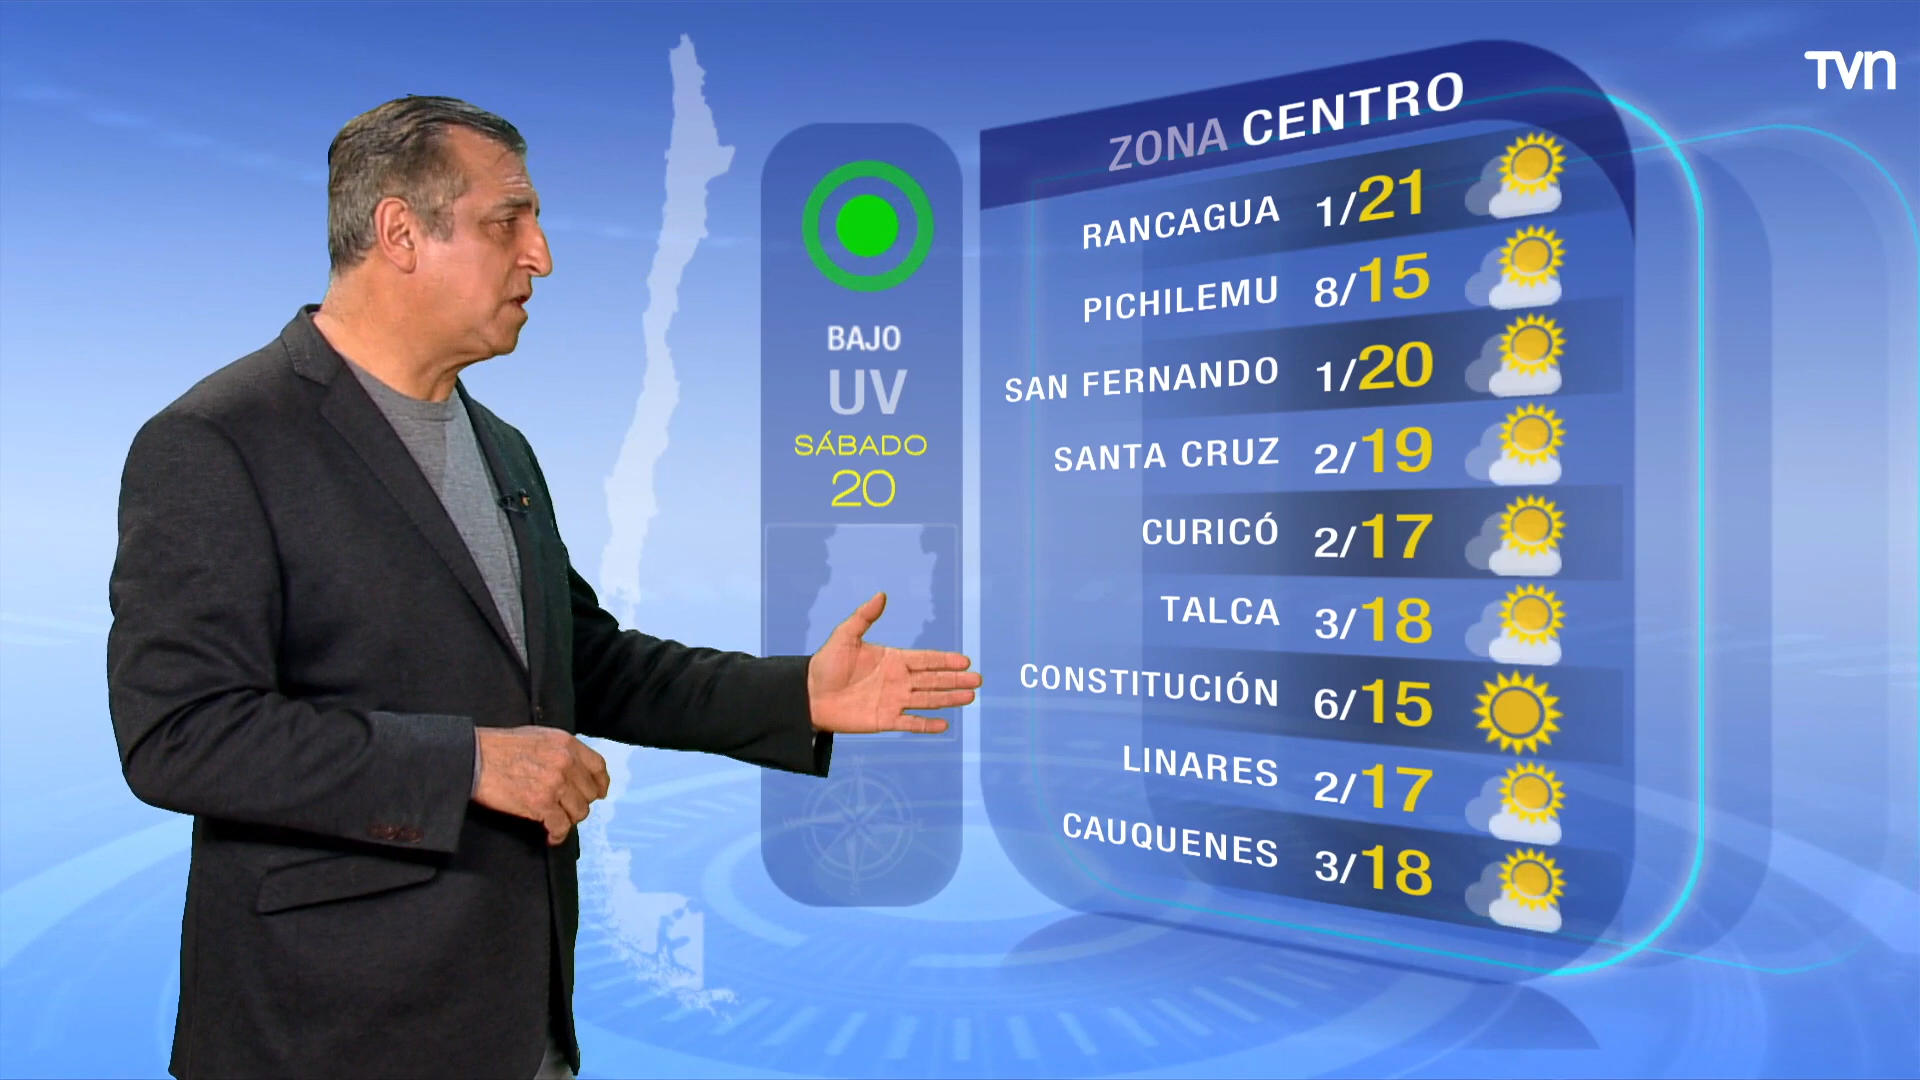 TVN
BAJO
UV
SÁBADO
20
ZONA CENTRO
RANCAGUA 1/21
PICHILEMU 8/15
SAN FERNANDO 1/20
SANTA CRUZ 2/19
CURICÓ 2/17
TALCA 3/18
CONSTITUCIÓN 6/15
LINARES 2/17
CAUQUENES 3/18